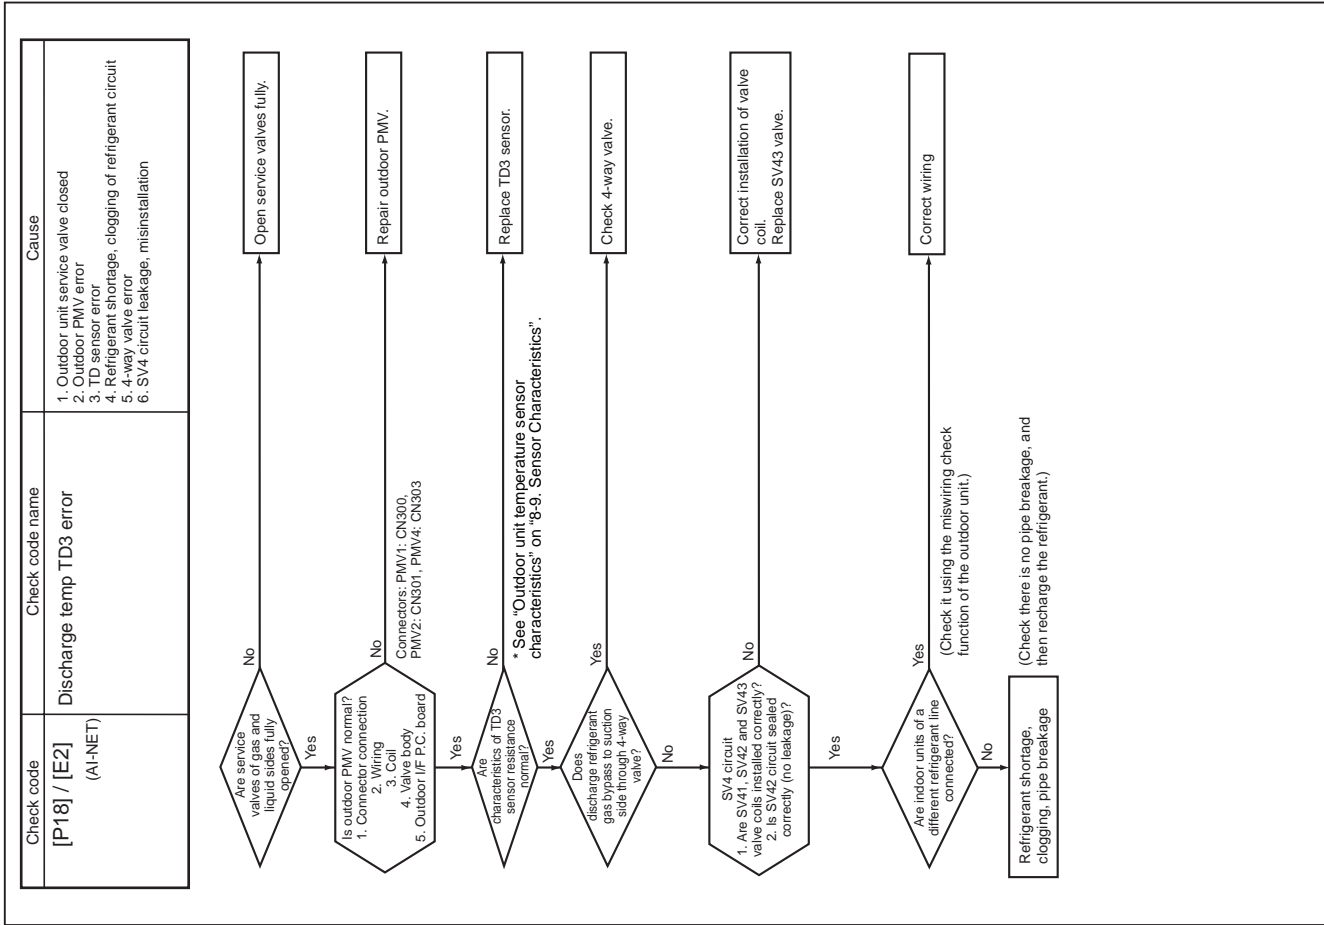 Check code
Check code name
Cause
[P18] / [E2]
(AI-NET)
Discharge temp TD3 error
1. Outdoor unit service valve closed
2. Outdoor PMV error
3. TD sensor error
4. Refrigerant shortage, clogging of refrigerant circuit
5. 4-way valve error
6. SV4 circuit leakage, misinstallation
Are service
valves of gas and
liquid sides fully
opened?
No
Open service valves fully.
Yes
Is outdoor PMV normal?
1. Connector connection
2. Wiring
3. Coil
4. Valve body
5. Outdoor I/F P.C. board
No
Repair outdoor PMV.
Connectors: PMV1: CN300,
PMV2: CN301, PMV4: CN303
Yes
Are
characteristics of TD3
sensor resistance
normal?
No
Replace TD3 sensor.
* See “Outdoor unit temperature sensor
characteristics” on “8-9. Sensor Characteristics”.
Yes
Does
discharge refrigerant
gas bypass to suction
side through 4-way
valve?
Yes
Check 4-way valve.
No
SV4 circuit
1. Are SV41, SV42 and SV43
valve coils installed correctly?
2. Is SV42 circuit sealed
correctly (no leakage)?
No
Correct installation of valve
coil.
Replace SV43 valve.
Yes
Are indoor units of a
different refrigerant line
connected?
Yes
Correct wiring
(Check it using the miswiring check
function of the outdoor unit.)
No
Refrigerant shortage,
clogging, pipe breakage
(Check there is no pipe breakage, and
then recharge the refrigerant.)